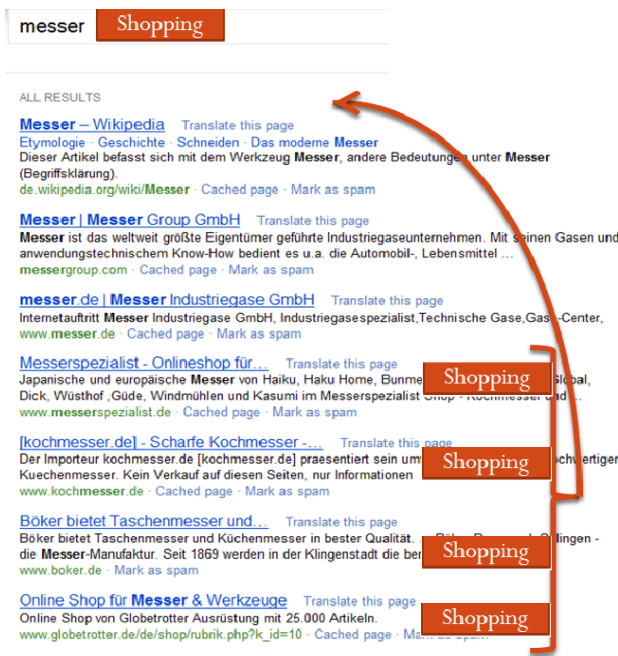 messer Shopping
ALL RESULTS
Messer – Wikipedia Translate this page
Etymologie · Geschichte · Schneiden · Das moderne Messer
Dieser Artikel befasst sich mit dem Werkzeug Messer, andere Bedeutungen unter Messer
(Begriffsklärung).
de.wikipedia.org/wiki/Messer · Cached page · Mark as spam
Messer | Messer Group GmbH Translate this page
Messer ist das weltweit größte Eigentümer geführte Industriegaseunternehmen. Mit seinen Gasen und
anwendungstechnischem Know-How bedient es u.a. die Automobil-, Lebensmittel ...
messergroup.com · Cached page · Mark as spam
messer.de | Messer Industriegase GmbH Translate this page
Internetauftritt Messer Industriegase GmbH, Industriegasespezialist,Technische Gase,Gase-Center,
www.messer.de · Cached page · Mark as spam
Messerspezialist - Onlineshop für... Translate this page
Japanische und europäische Messer von Haiku, Haku Home, Shopping
Dick, Wüsthof ,Güde, Windmühlen und Kasumi im Messerspezialist Shop - Kochmesser und ...
www.messerspezialist.de · Cached page · Mark as spam
[kochmesser.de] - Scharfe Kochmesser -... Translate this page
Der Importeur kochmesser.de [kochmesser.de] praesentiert sein Shopping
Kuechenmesser. Kein Verkauf auf diesen Seiten, nur Informationen
www.kochmesser.de · Cached page · Mark as spam
Böker bietet Taschenmesser und... Translate this page
Böker bietet Taschenmesser und Küchenmesser in bester Qualität.
die Messer-Manufaktur. Seit 1869 werden in der Klingenstadt die Shopping
www.boker.de · Mark as spam
Online Shop für Messer & Werkzeuge Translate this page
Online Shop von Globetrotter Ausrüstung mit 25.000 Artikeln. Shopping
www.globetrotter.de/de/shop/rubrik.php?k_id=10 · Cached page · Mark as spam